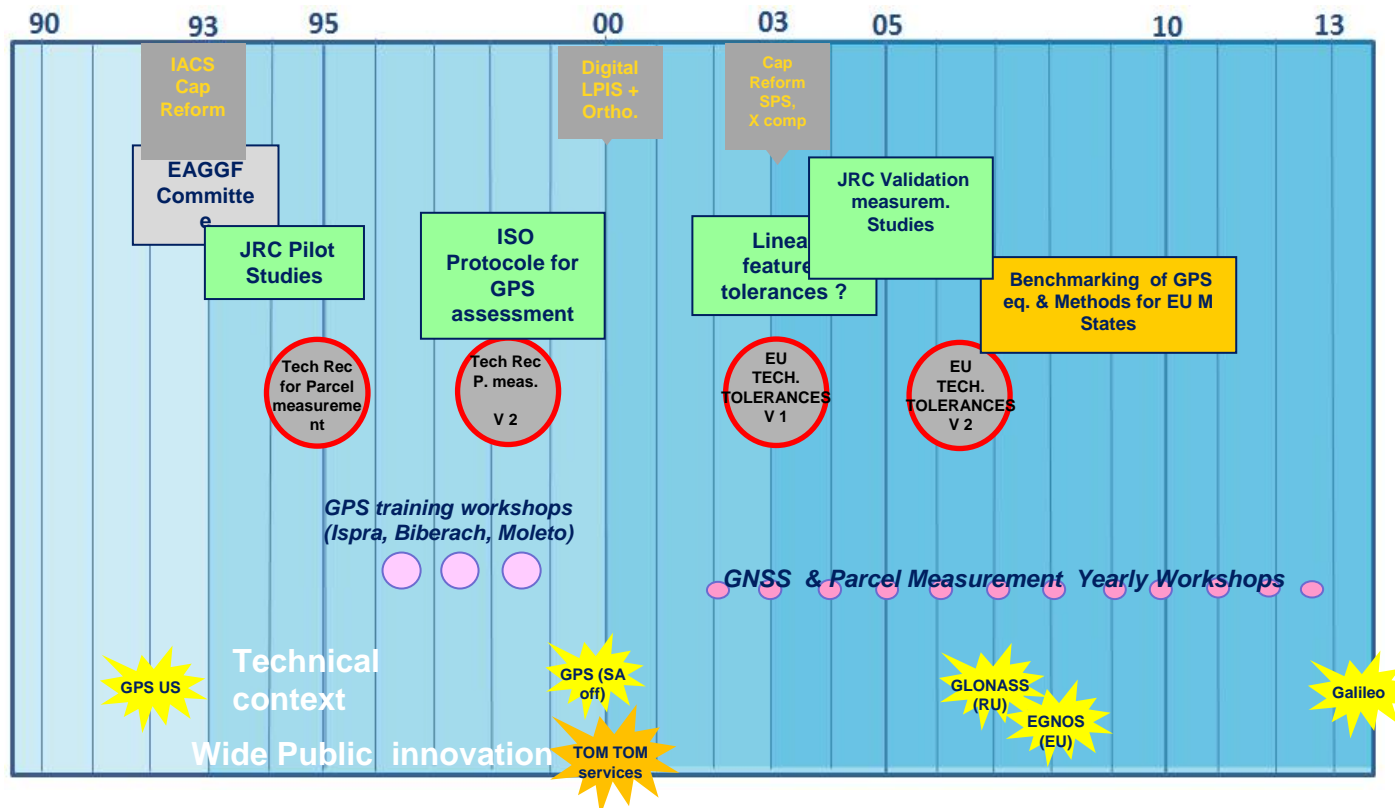 90
93
95
00
03
05
10
13
IACS
Cap
Reform
Digital
LPIS +
Ortho.
Cap
Reform
SPS,
X comp
EAGGF
Committe
e
JRC Pilot
Studies
ISO
Protocole for
GPS
assessment
Linea
feature
tolerances ?
JRC Validation
measurem.
Studies
Benchmarking of GPS
eq. & Methods for EU M
States
Tech Rec
for Parcel
measureme
nt
Tech Rec
P. meas.
V 2
EU
TECH.
TOLERANCES
V 1
EU
TECH.
TOLERANCES
V 2
GPS training workshops
(Ispra, Biberach, Moleto)
GNSS & Parcel Measurement Yearly Workshops
Technical
context
GPS US
GPS (SA
off)
GLONASS
(RU)
EGNOS
(EU)
Galileo
Wide Public innovation
TOM TOM
services